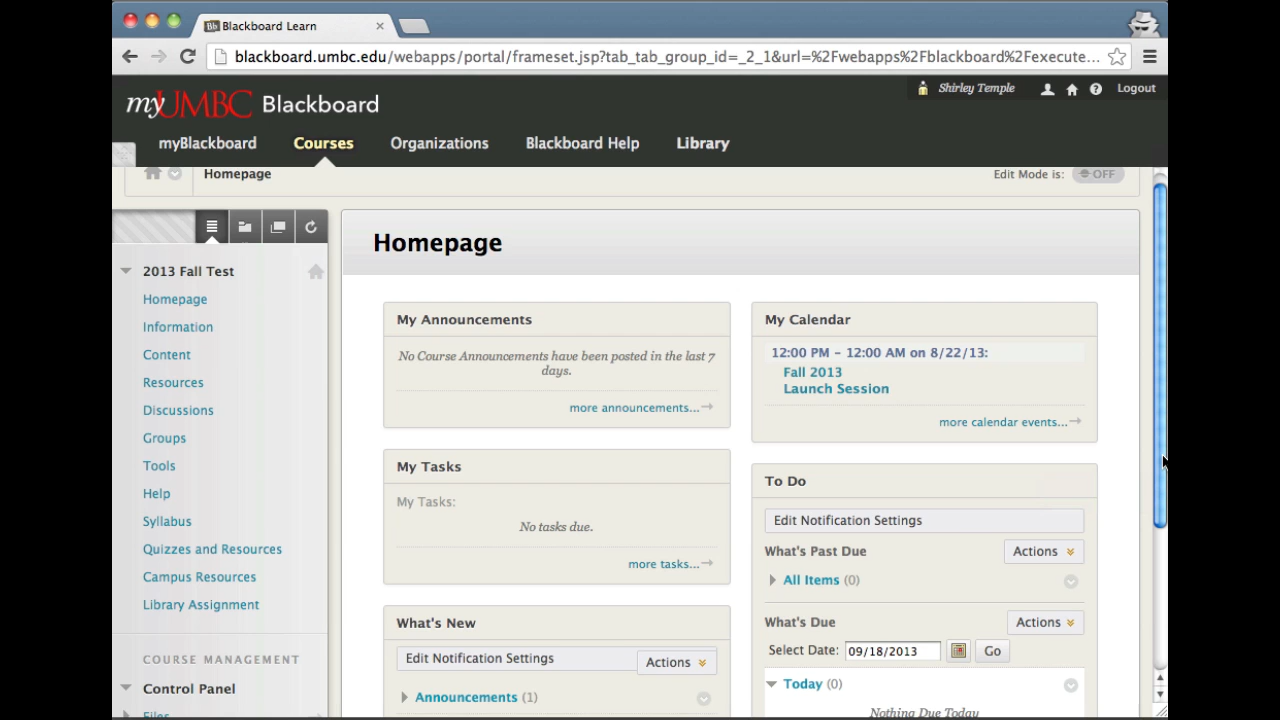 Blackboard Learn
blackboard.umbc.edu/webapps/portal/frameset.jsp?tab_tab_group_id=_2_1&url=%2Fwebapps%2Fblackboard%2Fexecute...
Shirley Temple
Logout
myUMBC Blackboard
myBlackboard
Courses
Organizations
Blackboard Help
Library
Homepage
Edit Mode is:
OFF
2013 Fall Test
Homepage
Information
Content
Resources
Discussions
Groups
Tools
Help
Syllabus
Quizzes and Resources
Campus Resources
Library Assignment
COURSE MANAGEMENT
Control Panel
Files
Homepage
My Announcements
No Course Announcements have been posted in the last 7
days.
more announcements...
My Tasks
My Tasks:
No tasks due.
more tasks...
What's New
Edit Notification Settings
Actions
Announcements (1)
My Calendar
12:00 PM - 12:00 AM on 8/22/13:
Fall 2013
Launch Session
more calendar events...
To Do
Edit Notification Settings
What's Past Due
Actions
All Items (0)
What's Due
Actions
Select Date: 09/18/2013 Go
Today (0)
Nothing Due Today